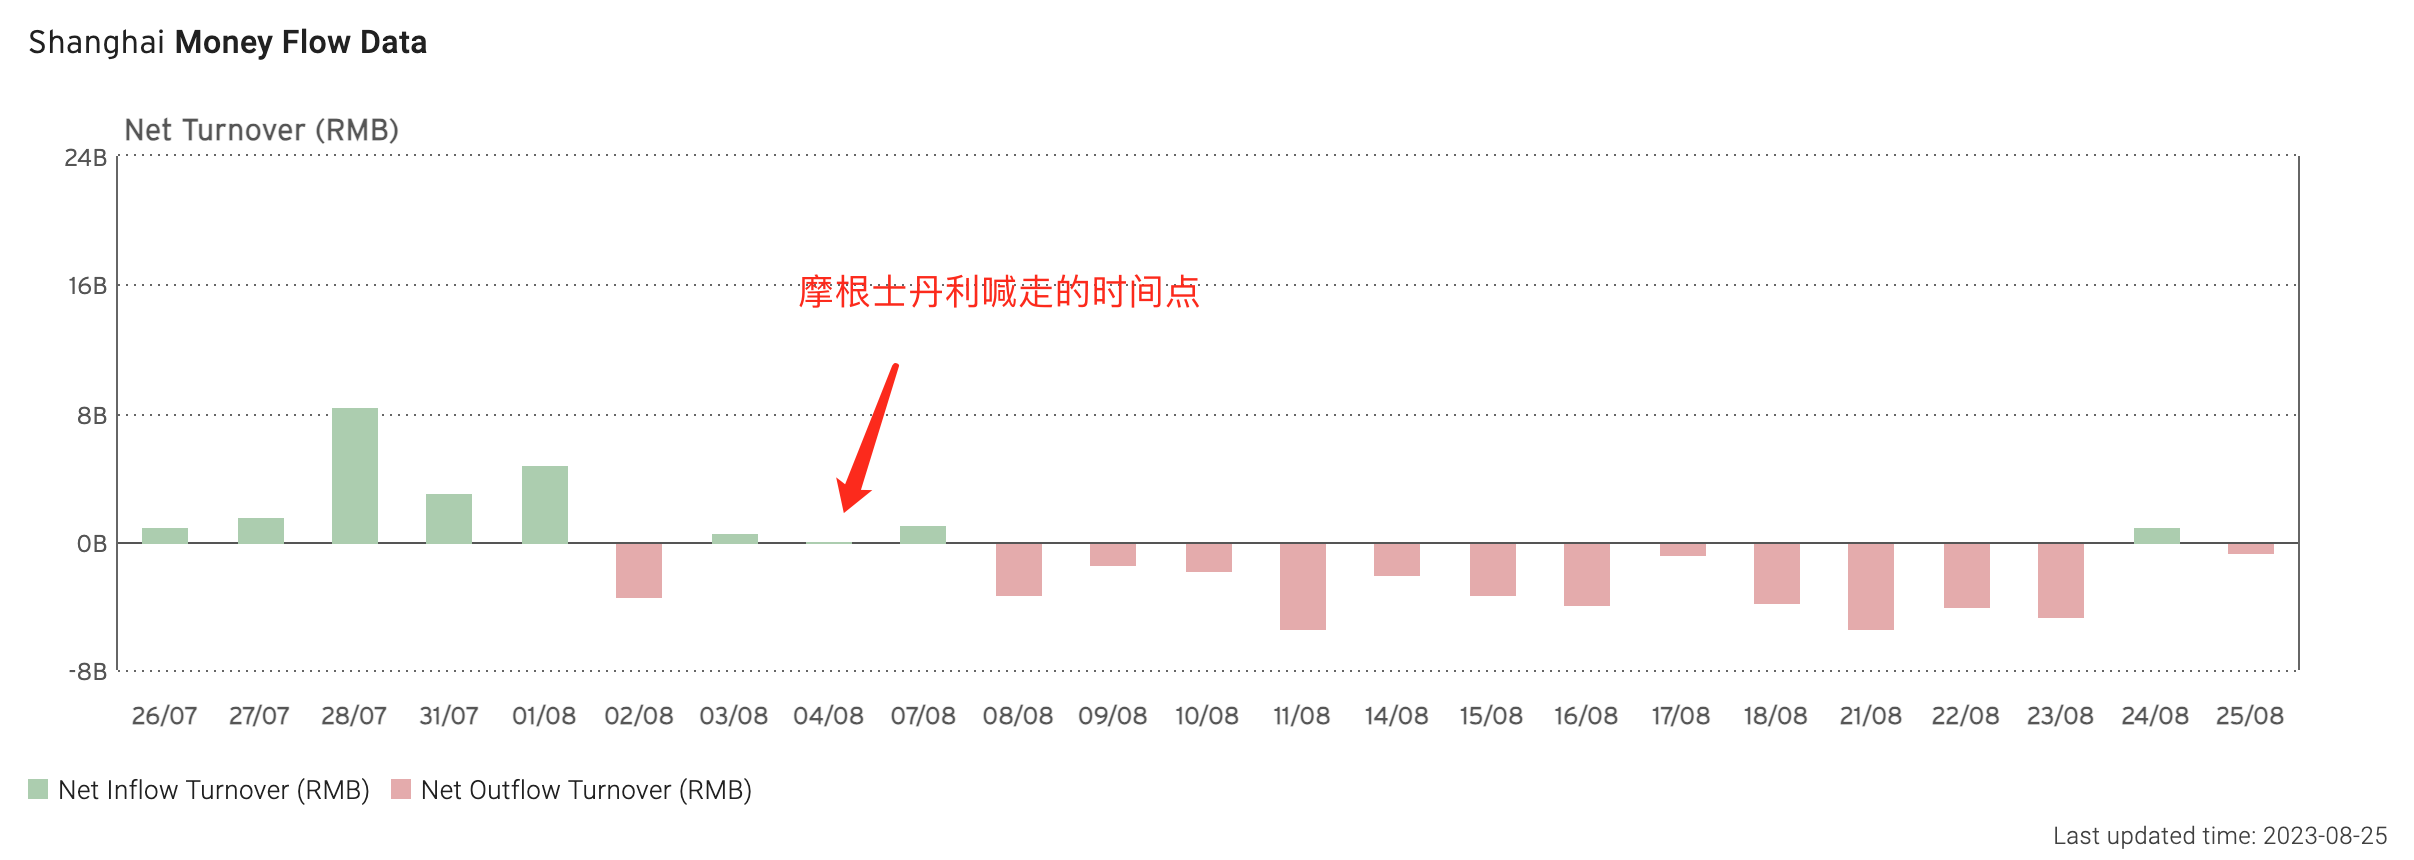 Shanghai Money Flow Data
Net Turnover (RMB)
24B
16B
摩根士丹利喊走的时间点
8B
0B
-8B
26/07 27/07 28/07 31/07 01/08 02/08 03/08 04/08 07/08 08/08 09/08 10/08 11/08 14/08 15/08 16/08 17/08 18/08 21/08 22/08 23/08 24/08 25/08
Net Inflow Turnover (RMB) Net Outflow Turnover (RMB)
Last updated time: 2023-08-25